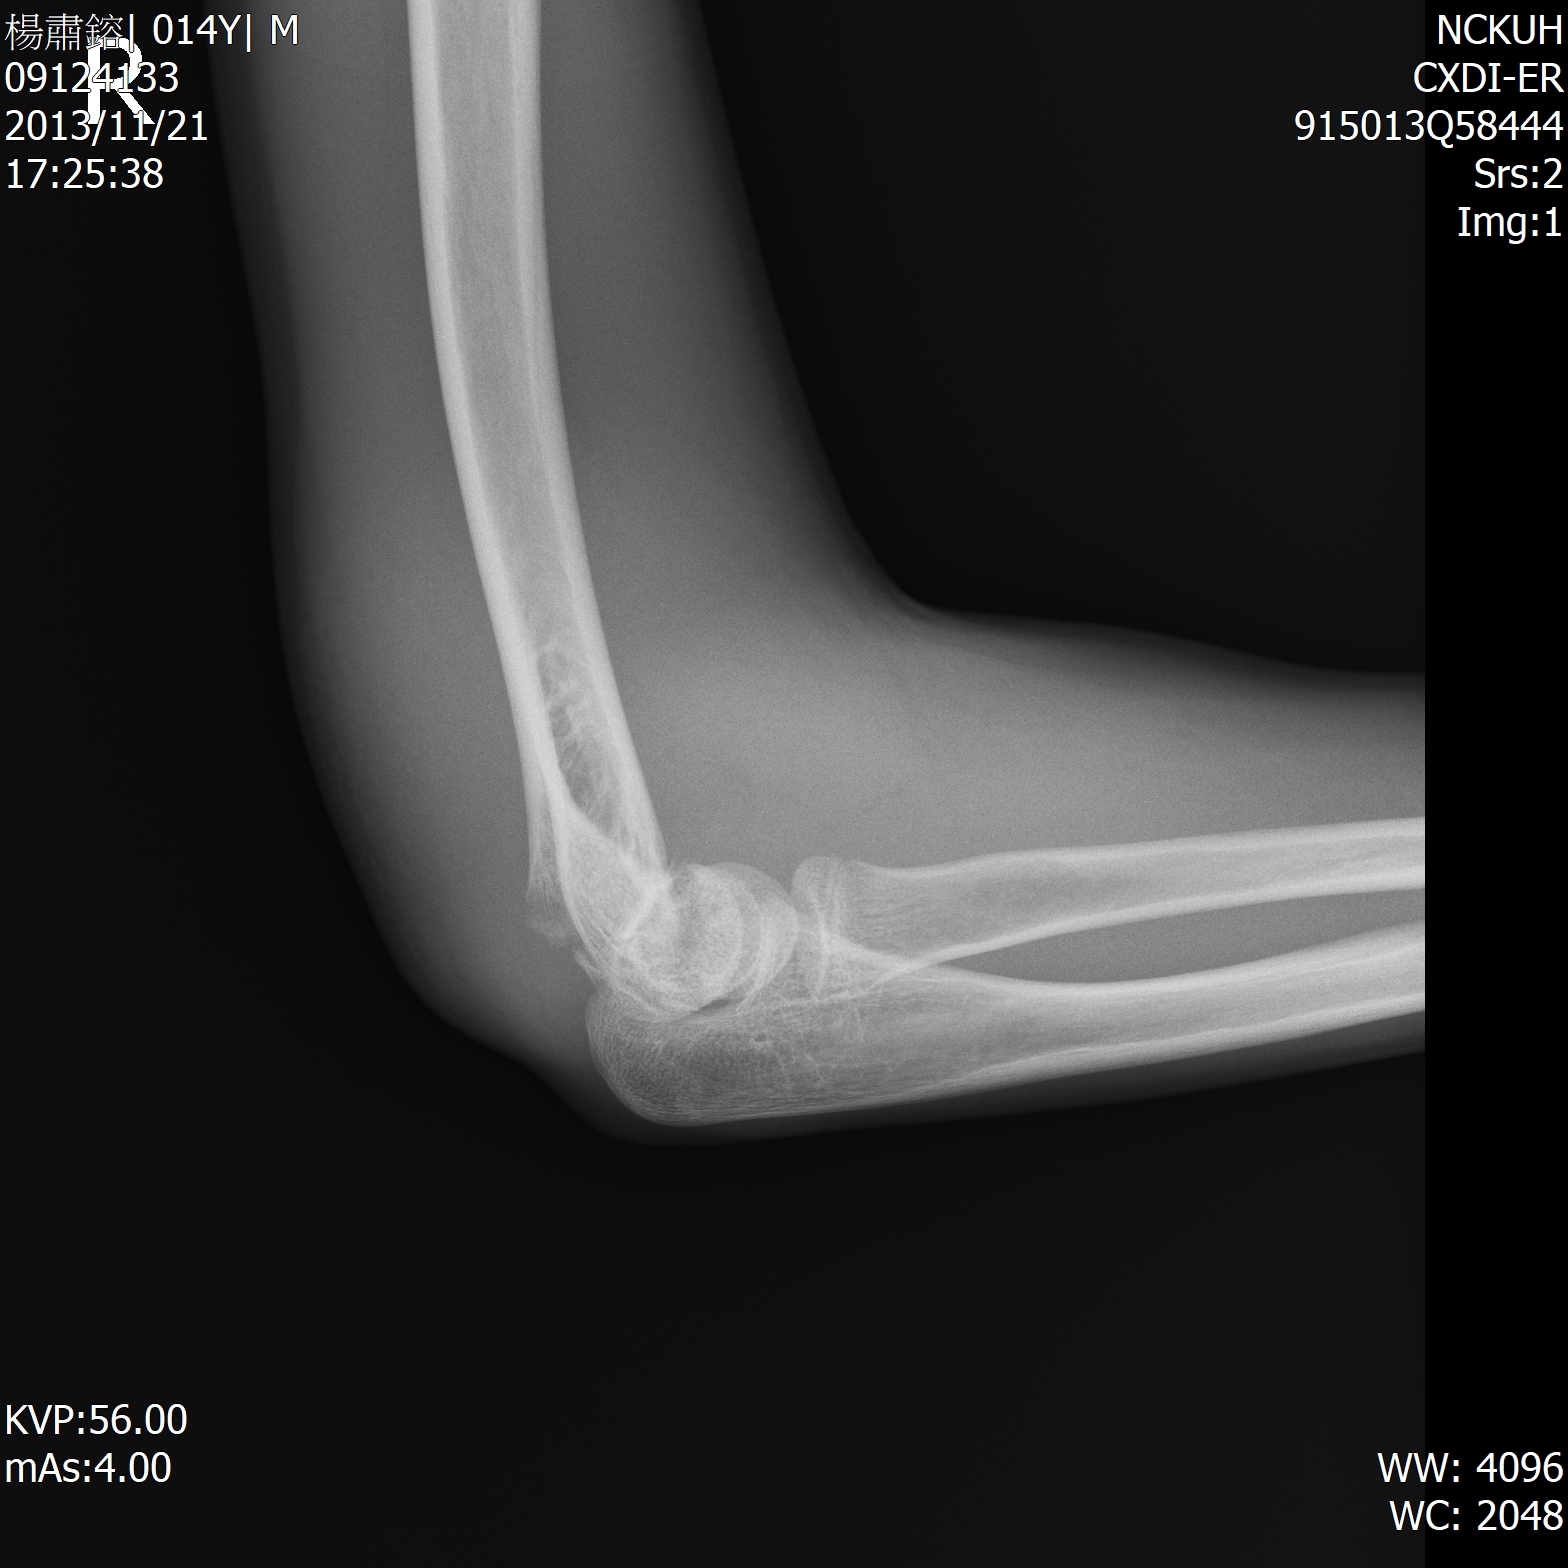 楊肅鎔| 014Y| M
R
09124133
2013/11/21
17:25:38
NCKUH
CXDI-ER
915013Q58444
Srs:2
Img:1
KVP:56.00
mAs:4.00
WW: 4096
WC: 2048